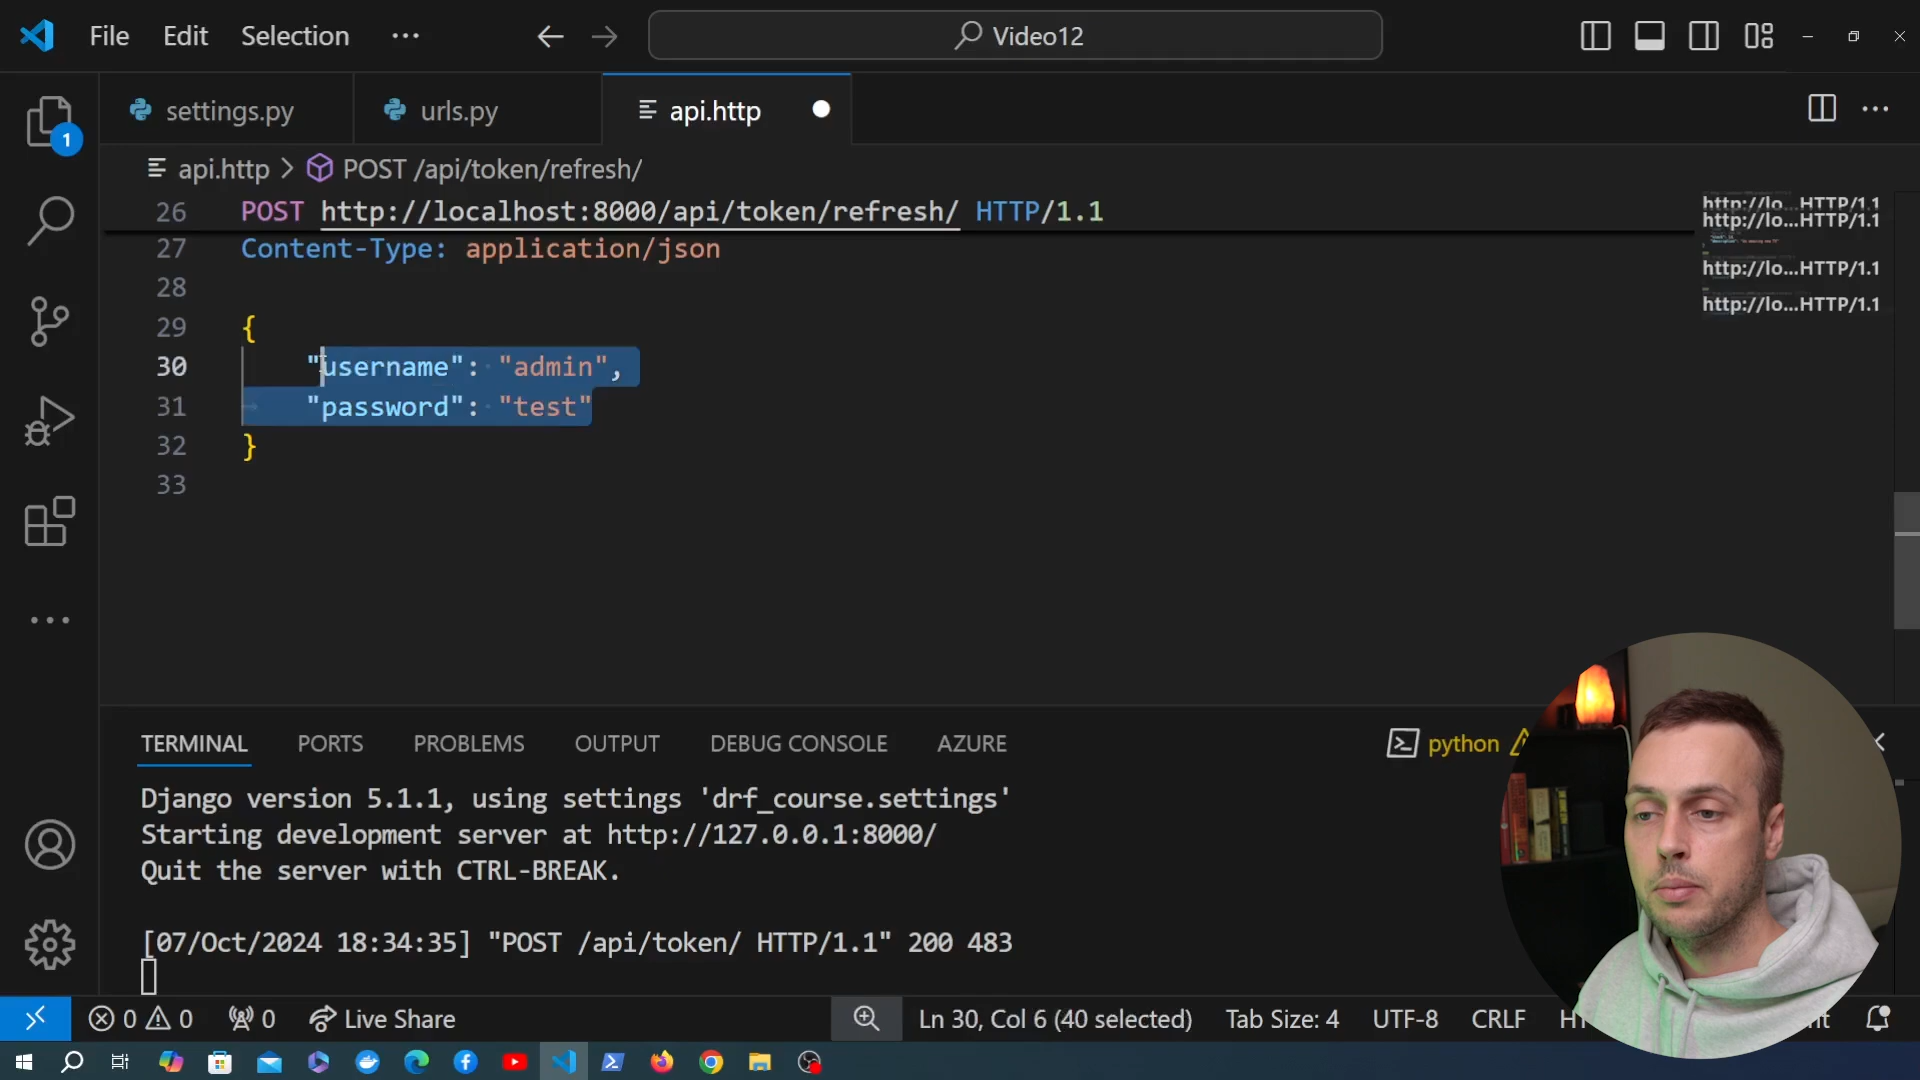 File Edit Selection ···
Video12
settings.py
urls.py
api.http
1
api.http > POST /api/token/refresh/
26 POST http://localhost:8000/api/token/refresh/ HTTP/1.1
27 Content-Type: application/json
28
29 {
30 "username": "admin",
31 "password": "test"
32 }
33
http://lo...HTTP/1.1
http://lo...HTTP/1.1
http://lo...HTTP/1.1
http://lo...HTTP/1.1
TERMINAL PORTS PROBLEMS OUTPUT DEBUG CONSOLE AZURE
python
Django version 5.1.1, using settings 'drf_course.settings'
Starting development server at http://127.0.0.1:8000/
Quit the server with CTRL-BREAK.
[07/Oct/2024 18:34:35] "POST /api/token/ HTTP/1.1" 200 483
0 0 0 Live Share Ln 30, Col 6 (40 selected) Tab Size: 4 UTF-8 CRLF